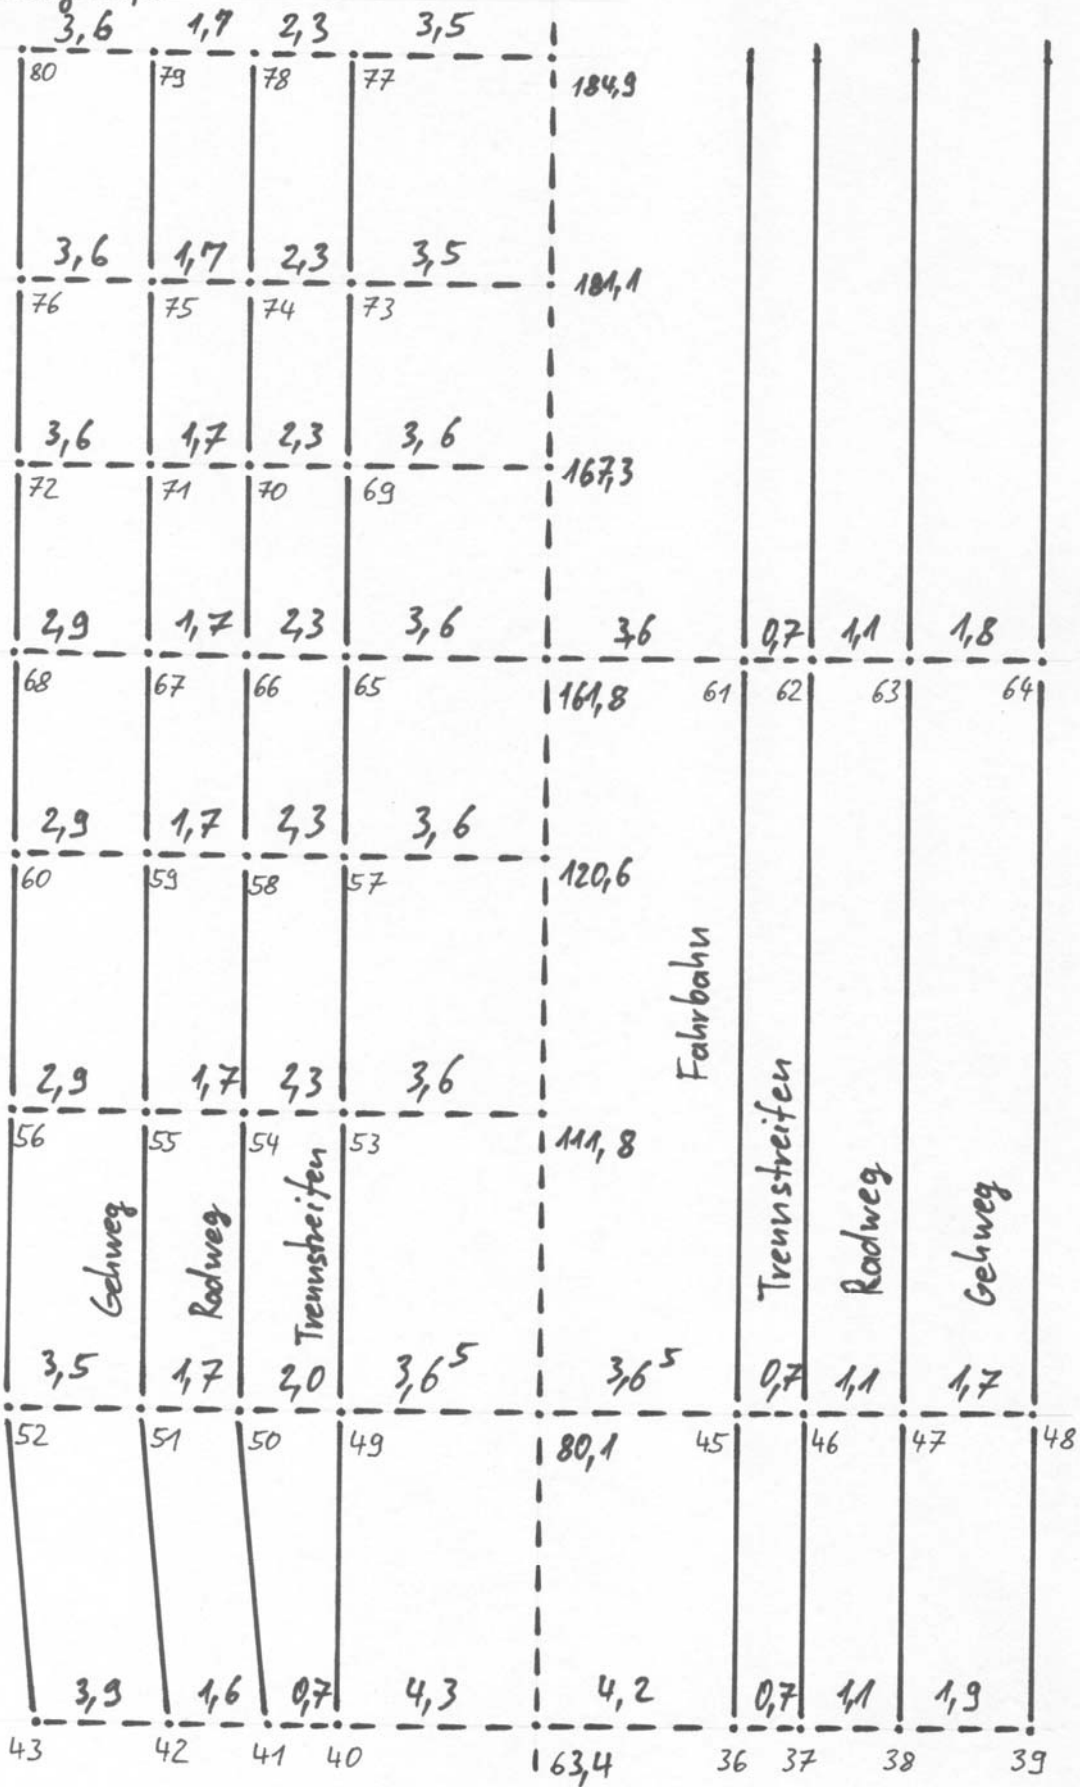 3,6 1,7 2,3 3,5
80 79 78 77 184,9
3,6 1,7 2,3 3,5
76 75 74 73 181,1
3,6 1,7 2,3 3,6
72 71 70 69 167,3
2,9 1,7 2,3 3,6 3,6 0,7 1,1 1,8
68 67 66 65 161,8 61 62 63 64
2,9 1,7 2,3 3,6
60 59 58 57 120,6
Fahrbahn
2,9 1,7 2,3 3,6
56 55 54 53 111,8
Gehweg Radweg Trennstreifen Trennstreifen Radweg Gehweg
3,5 1,7 2,0 3,6⁵ 3,6⁵ 0,7 1,1 1,7
52 51 50 49 80,1 45 46 47 48
3,9 1,6 0,7 4,3 4,2 0,7 1,1 1,9
43 42 41 40 63,4 36 37 38 39